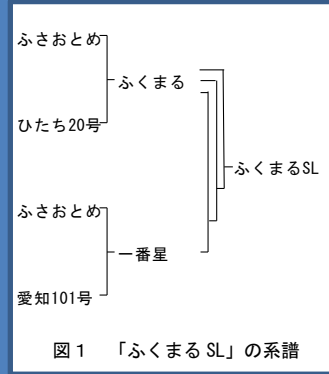 ふさおとめ
ふくまる
ひたち20号
ふくまるSL
ふさおとめ
一番星
愛知101号
図１　「ふくまるSL」の系譜